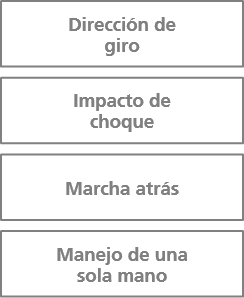 Dirección de
giro
Impacto de
choque
Marcha atrás
Manejo de una
sola mano